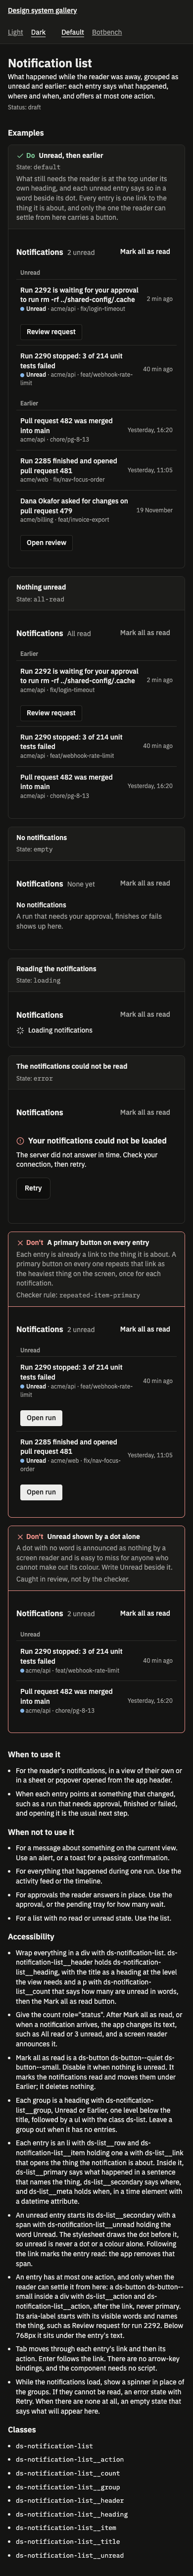 Design system gallery
Light Dark Default Botbench
Notification list
What happened while the reader was away, grouped as
unread and earlier: each entry says what happened,
where and when, and offers at most one action.
Status: draft
Examples
Do Unread, then earlier
State: default
What still needs the reader is at the top under its
own heading, and each unread entry says so in a
word beside its dot. Every entry is one link to the
thing it is about, and only the one the reader can
settle from here carries a button.
Notifications 2 unread Mark all as read
Unread
Run 2292 is waiting for your approval
to run rm -rf ../shared-config/.cache
2 min ago
Unread · acme/api · fix/login-timeout
Review request
Run 2290 stopped: 3 of 214 unit
tests failed
40 min ago
Unread · acme/api · feat/webhook-rate-
limit
Earlier
Pull request 482 was merged
into main
Yesterday, 16:20
acme/api · chore/pg-8-13
Run 2285 finished and opened
pull request 481
Yesterday, 11:05
acme/web · fix/nav-focus-order
Dana Okafor asked for changes on
pull request 479
19 November
acme/billing · feat/invoice-export
Open review
Nothing unread
State: all-read
Notifications All read Mark all as read
Earlier
Run 2292 is waiting for your approval
to run rm -rf ../shared-config/.cache
2 min ago
acme/api · fix/login-timeout
Review request
Run 2290 stopped: 3 of 214 unit
tests failed
40 min ago
acme/api · feat/webhook-rate-limit
Pull request 482 was merged
into main
Yesterday, 16:20
acme/api · chore/pg-8-13
No notifications
State: empty
Notifications None yet Mark all as read
No notifications
A run that needs your approval, finishes or fails
shows up here.
Reading the notifications
State: loading
Notifications Mark all as read
Loading notifications
The notifications could not be read
State: error
Notifications Mark all as read
Your notifications could not be loaded
The server did not answer in time. Check your
connection, then retry.
Retry
Don't A primary button on every entry
Each entry is already a link to the thing it is about. A
primary button on every one repeats that link as
the heaviest thing on the screen, once for each
notification.
Checker rule: repeated-item-primary
Notifications 2 unread Mark all as read
Unread
Run 2290 stopped: 3 of 214 unit
tests failed
40 min ago
Unread · acme/api · feat/webhook-rate-
limit
Open run
Run 2285 finished and opened
pull request 481
Yesterday, 11:05
Unread · acme/web · fix/nav-focus-
order
Open run
Don't Unread shown by a dot alone
A dot with no word is announced as nothing by a
screen reader and is easy to miss for anyone who
cannot make out its colour. Write Unread beside it.
Caught in review, not by the checker.
Notifications 2 unread Mark all as read
Unread
Run 2290 stopped: 3 of 214 unit
tests failed
40 min ago
acme/api · feat/webhook-rate-limit
Pull request 482 was merged
into main
Yesterday, 16:20
acme/api · chore/pg-8-13
When to use it
For the reader's notifications, in a view of their own or
in a sheet or popover opened from the app header.
When each entry points at something that changed,
such as a run that needs approval, finished or failed,
and opening it is the usual next step.
When not to use it
For a message about something on the current view.
Use an alert, or a toast for a passing confirmation.
For everything that happened during one run. Use the
activity feed or the timeline.
For approvals the reader answers in place. Use the
approval, or the pending tray for how many wait.
For a list with no read or unread state. Use the list.
Accessibility
Wrap everything in a div with ds-notification-list. ds-
notification-list__header holds ds-notification-
list__heading, with the title as a heading at the level
the view needs and a p with ds-notification-
list__count that says how many are unread in words,
then the Mark all as read button.
Give the count role="status". After Mark all as read, or
when a notification arrives, the app changes its text,
such as All read or 3 unread, and a screen reader
announces it.
Mark all as read is a ds-button ds-button--quiet ds-
button--small. Disable it when nothing is unread. It
marks the notifications read and moves them under
Earlier; it deletes nothing.
Each group is a heading with ds-notification-
list__group, Unread or Earlier, one level below the
title, followed by a ul with the class ds-list. Leave a
group out when it has no entries.
Each entry is an li with ds-list__row and ds-
notification-list__item holding one a with ds-list__link
that opens the thing the notification is about. Inside it,
ds-list__primary says what happened in a sentence
that names the thing, ds-list__secondary says where,
and ds-list__meta holds when, in a time element with
a datetime attribute.
An unread entry starts its ds-list__secondary with a
span with ds-notification-list__unread holding the
word Unread. The stylesheet draws the dot before it,
so unread is never a dot or a colour alone. Following
the link marks the entry read: the app removes that
span.
An entry has at most one action, and only when the
reader can settle it from here: a ds-button ds-button--
small inside a div with ds-list__action and ds-
notification-list__action, after the link, never primary.
Its aria-label starts with its visible words and names
the thing, such as Review request for run 2292. Below
768px it sits under the entry's text.
Tab moves through each entry's link and then its
action. Enter follows the link. There are no arrow-key
bindings, and the component needs no script.
While the notifications load, show a spinner in place of
the groups. If they cannot be read, an error state with
Retry. When there are none at all, an empty state that
says what will appear here.
Classes
ds-notification-list
ds-notification-list__action
ds-notification-list__count
ds-notification-list__group
ds-notification-list__header
ds-notification-list__heading
ds-notification-list__item
ds-notification-list__title
ds-notification-list__unread